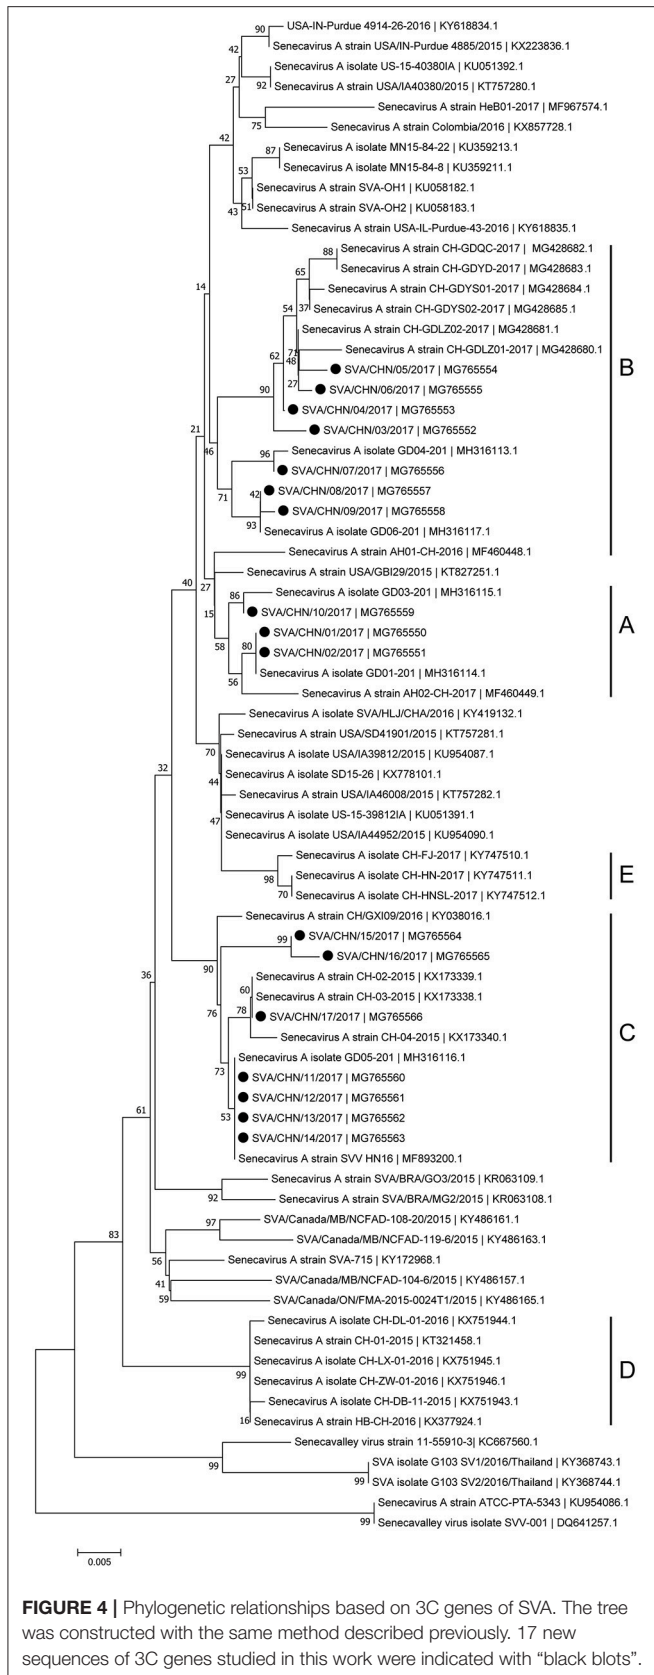 USA-IN-Purdue 4914-26-2016 | KY618834.1
90
Senecavirus A strain USA/IN-Purdue 4885/2015 | KX223836.1
42
Senecavirus A isolate US-15-40380IA | KU051392.1
27
92
Senecavirus A strain USA/IA40380/2015 | KT757280.1
Senecavirus A strain HeB01-2017 | MF967574.1
75
Senecavirus A strain Colombia/2016 | KX857728.1
42
87
Senecavirus A isolate MN15-84-22 | KU359213.1
Senecavirus A isolate MN15-84-8 | KU359211.1
53
Senecavirus A strain SVA-OH1 | KU058182.1
43
51
Senecavirus A strain SVA-OH2 | KU058183.1
Senecavirus A strain USA-IL-Purdue-43-2016 | KY618835.1
88
Senecavirus A strain CH-GDQC-2017 | MG428682.1
65
Senecavirus A strain CH-GDYD-2017 | MG428683.1
14
Senecavirus A strain CH-GDYS01-2017 | MG428684.1
54
37
Senecavirus A strain CH-GDYS02-2017 | MG428685.1
Senecavirus A strain CH-GDLZ02-2017 | MG428681.1
62
71
48
Senecavirus A strain CH-GDLZ01-2017 | MG428680.1
SVA/CHN/05/2017 | MG765554
B
90
27
SVA/CHN/06/2017 | MG765555
SVA/CHN/04/2017 | MG765553
SVA/CHN/03/2017 | MG765552
21
46
96
Senecavirus A isolate GD04-201 | MH316113.1
SVA/CHN/07/2017 | MG765556
71
42
SVA/CHN/08/2017 | MG765557
93
SVA/CHN/09/2017 | MG765558
Senecavirus A isolate GD06-201 | MH316117.1
Senecavirus A strain AH01-CH-2016 | MF460448.1
40
27
Senecavirus A strain USA/GBI29/2015 | KT827251.1
86
Senecavirus A isolate GD03-201 | MH316115.1
15
SVA/CHN/10/2017 | MG765559
A
58
80
SVA/CHN/01/2017 | MG765550
SVA/CHN/02/2017 | MG765551
56
Senecavirus A isolate GD01-201 | MH316114.1
Senecavirus A strain AH02-CH-2017 | MF460449.1
Senecavirus A isolate SVA/HLJ/CHA/2016 | KY419132.1
70
Senecavirus A strain USA/SD41901/2015 | KT757281.1
32
Senecavirus A isolate USA/IA39812/2015 | KU954087.1
44
Senecavirus A isolate SD15-26 | KX778101.1
Senecavirus A strain USA/IA46008/2015 | KT757282.1
47
Senecavirus A isolate US-15-39812IA | KU051391.1
Senecavirus A isolate USA/IA44952/2015 | KU954090.1
Senecavirus A isolate CH-FJ-2017 | KY747510.1
98
Senecavirus A isolate CH-HN-2017 | KY747511.1
E
70
Senecavirus A isolate CH-HNSL-2017 | KY747512.1
Senecavirus A strain CH/GXI09/2016 | KY038016.1
99
SVA/CHN/15/2017 | MG765564
90
SVA/CHN/16/2017 | MG765565
36
Senecavirus A strain CH-02-2015 | KX173339.1
60
Senecavirus A strain CH-03-2015 | KX173338.1
76
78
SVA/CHN/17/2017 | MG765566
Senecavirus A strain CH-04-2015 | KX173340.1
C
73
Senecavirus A isolate GD05-201 | MH316116.1
SVA/CHN/11/2017 | MG765560
SVA/CHN/12/2017 | MG765561
61
53
SVA/CHN/13/2017 | MG765562
SVA/CHN/14/2017 | MG765563
Senecavirus A strain SVV HN16 | MF893200.1
Senecavirus A strain SVA/BRA/GO3/2015 | KR063109.1
92
Senecavirus A strain SVA/BRA/MG2/2015 | KR063108.1
97
SVA/Canada/MB/NCFAD-108-20/2015 | KY486161.1
83
SVA/Canada/MB/NCFAD-119-6/2015 | KY486163.1
56
Senecavirus A strain SVA-715 | KY172968.1
41
SVA/Canada/MB/NCFAD-104-6/2015 | KY486157.1
59
SVA/Canada/ON/FMA-2015-0024T1/2015 | KY486165.1
Senecavirus A isolate CH-DL-01-2016 | KX751944.1
Senecavirus A strain CH-01-2015 | KT321458.1
99
Senecavirus A isolate CH-LX-01-2016 | KX751945.1
D
Senecavirus A isolate CH-ZW-01-2016 | KX751946.1
Senecavirus A isolate CH-DB-11-2015 | KX751943.1
16
Senecavirus A strain HB-CH-2016 | KX377924.1
Senecavalley virus strain 11-55910-3| KC667560.1
99
SVA isolate G103 SV1/2016/Thailand | KY368743.1
99
SVA isolate G103 SV2/2016/Thailand | KY368744.1
Senecavirus A strain ATCC-PTA-5343 | KU954086.1
99
Senecavalley virus isolate SVV-001 | DQ641257.1
0.005
FIGURE 4 | Phylogenetic relationships based on 3C genes of SVA. The tree
was constructed with the same method described previously. 17 new
sequences of 3C genes studied in this work were indicated with “black blots”.